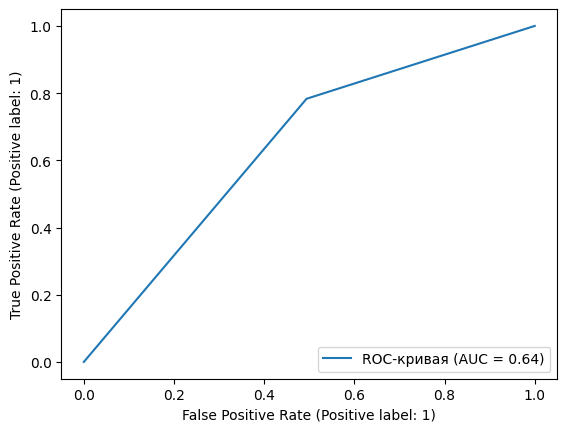 1.0
0.8
0.6
0.4
0.2
0.0
True Positive Rate (Positive label: 1)
ROC-кривая (AUC = 0.64)
0.0 0.2 0.4 0.6 0.8 1.0
False Positive Rate (Positive label: 1)